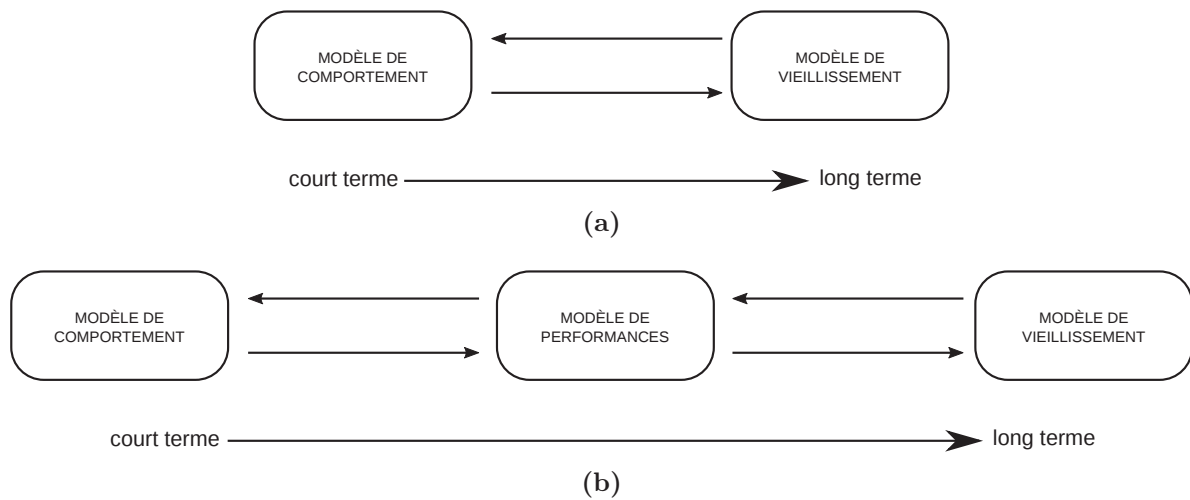 MODÈLE DE
COMPORTEMENT
MODÈLE DE
VIEILLISSEMENT
court terme
long terme
(a)
MODÈLE DE
COMPORTEMENT
MODÈLE DE
PERFORMANCES
MODÈLE DE
VIEILLISSEMENT
court terme
long terme
(b)